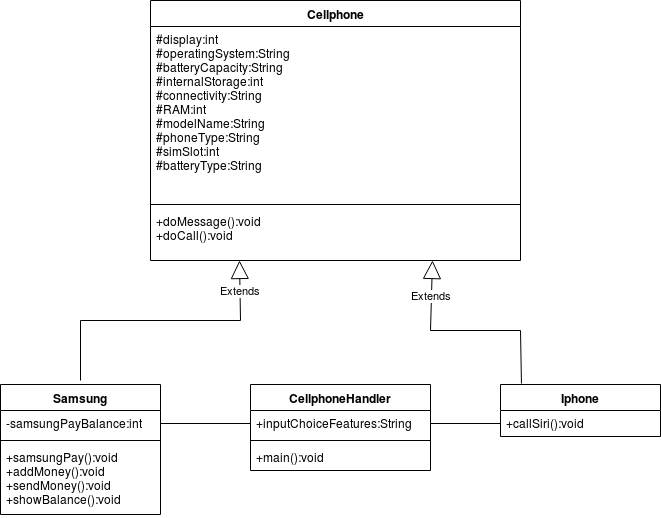 Cellphone
#display:int
#operatingSystem:String
#batteryCapacity:String
#internalStorage:int
#connectivity:String
#RAM:int
#modelName:String
#phoneType:String
#simSlot:int
#batteryType:String
+doMessage():void
+doCall():void
Extends
Extends
Samsung
-samsungPayBalance:int
+samsungPay():void
+addMoney():void
+sendMoney():void
+showBalance():void
CellphoneHandler
+inputChoiceFeatures:String
+main():void
Iphone
+callSiri():void